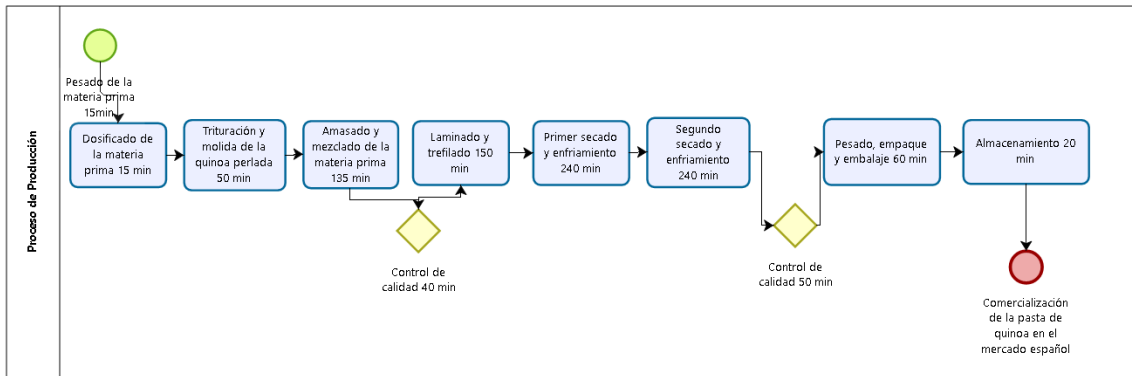 Proceso de Producción
Pesado de la
materia prima
15min
Dosificado de
la materia
prima 15 min
Trituración y
molida de la
quinoa perlada
50 min
Amasado y
mezclado de la
materia prima
135 min
Control de
calidad 40 min
Laminado y
trefilado 150
min
Primer secado
y enfriamiento
240 min
Segundo
secado y
enfriamiento
240 min
Control de
calidad 50 min
Pesado, empaque
y embalaje 60 min
Almacenamiento 20
min
Comercialización
de la pasta de
quinoa en el
mercado español